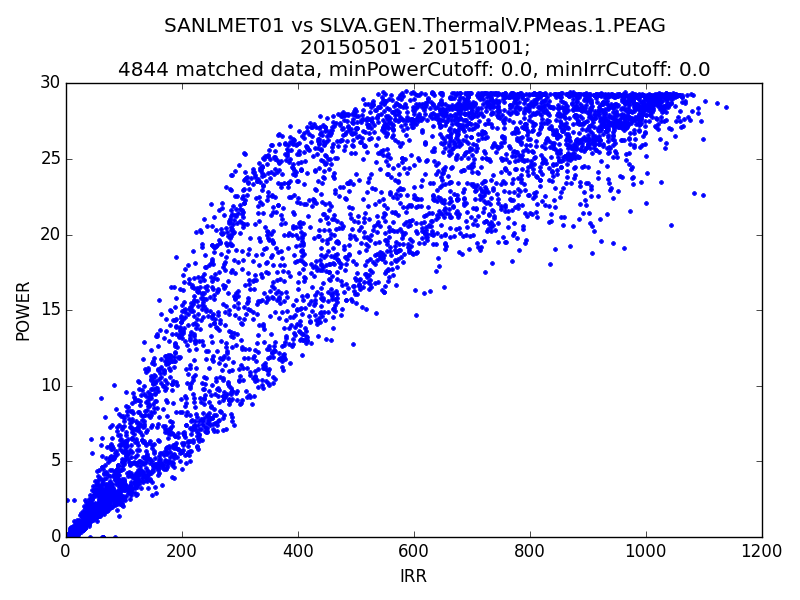 SANLMET01 vs SLVA.GEN.ThermalV.PMeas.1.PEAG
20150501 - 20151001;
4844 matched data, minPowerCutoff: 0.0, minIrrCutoff: 0.0
30
25
20
15
10
5
0
POWER
0 200 400 600 800 1000 1200
IRR